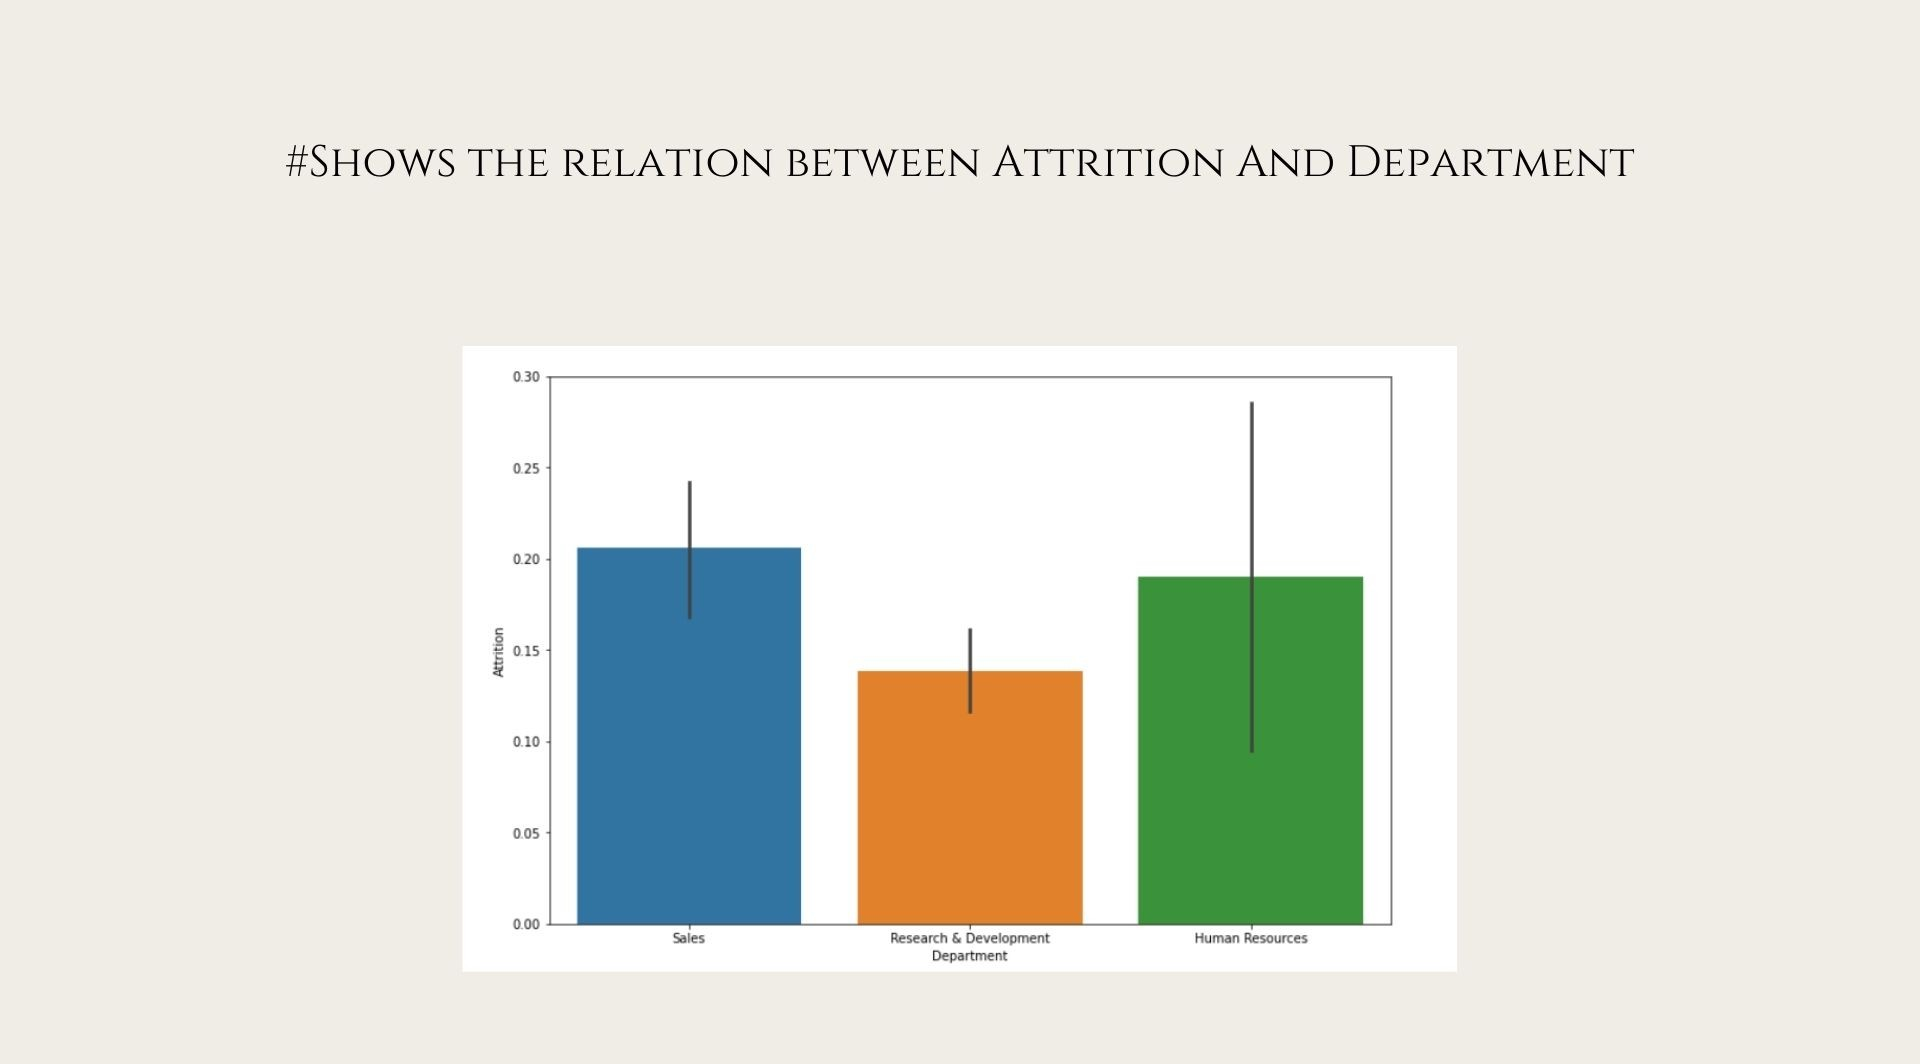 #Shows the relation between Attrition And Department
0.30
0.25
0.20
0.15
0.10
0.05
0.00
Attrition
Sales
Research & Development
Human Resources
Department